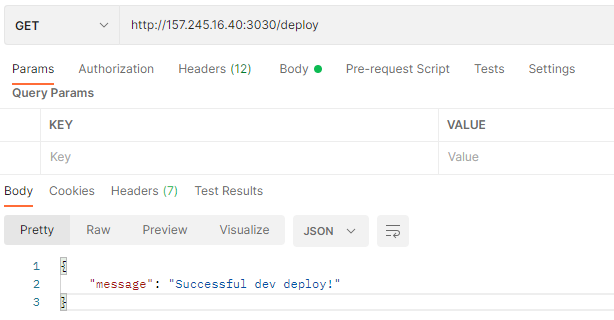 GET http://157.245.16.40:3030/deploy
Params Authorization Headers (12) Body Pre-request Script Tests Settings
Query Params
KEY VALUE
Key Value
Body Cookies Headers (7) Test Results
Pretty Raw Preview Visualize JSON
1 {
2 "message": "Successful dev deploy!"
3 }